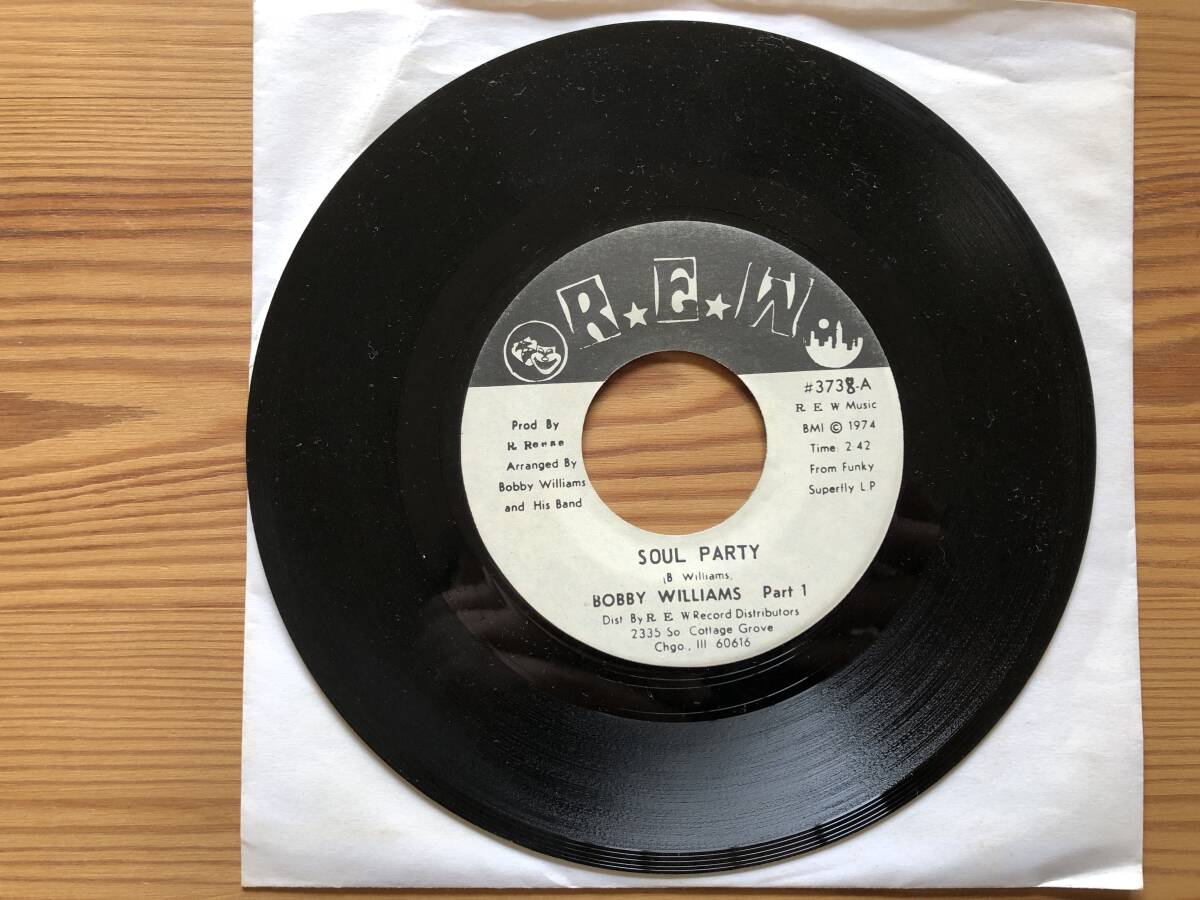 R★E★W
#3738-A
R E W Music
BMI © 1974
Time: 2 42
From Funky
Superfly L.P
Prod By
R Reese
Arranged By
Bobby Williams
and His Band
SOUL PARTY
(B Williams)
BOBBY WILLIAMS Part 1
Dist By R E W Record Distributors
2335 So Cottage Grove
Chgo., Ill 60616